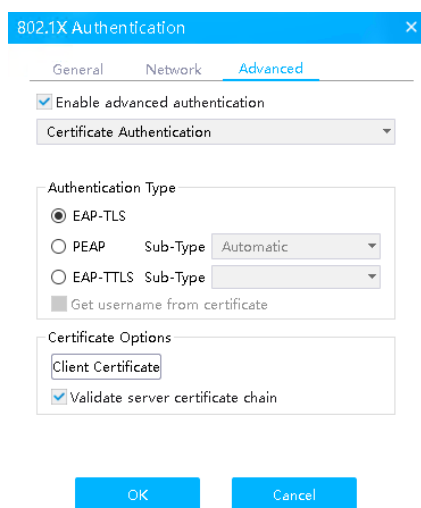 802.1X Authentication
General Network Advanced
Enable advanced authentication
Certificate Authentication
Authentication Type
EAP-TLS
PEAP Sub-Type Automatic
EAP-TTLS Sub-Type
Get username from certificate
Certificate Options
Client Certificate
Validate server certificate chain
OK Cancel